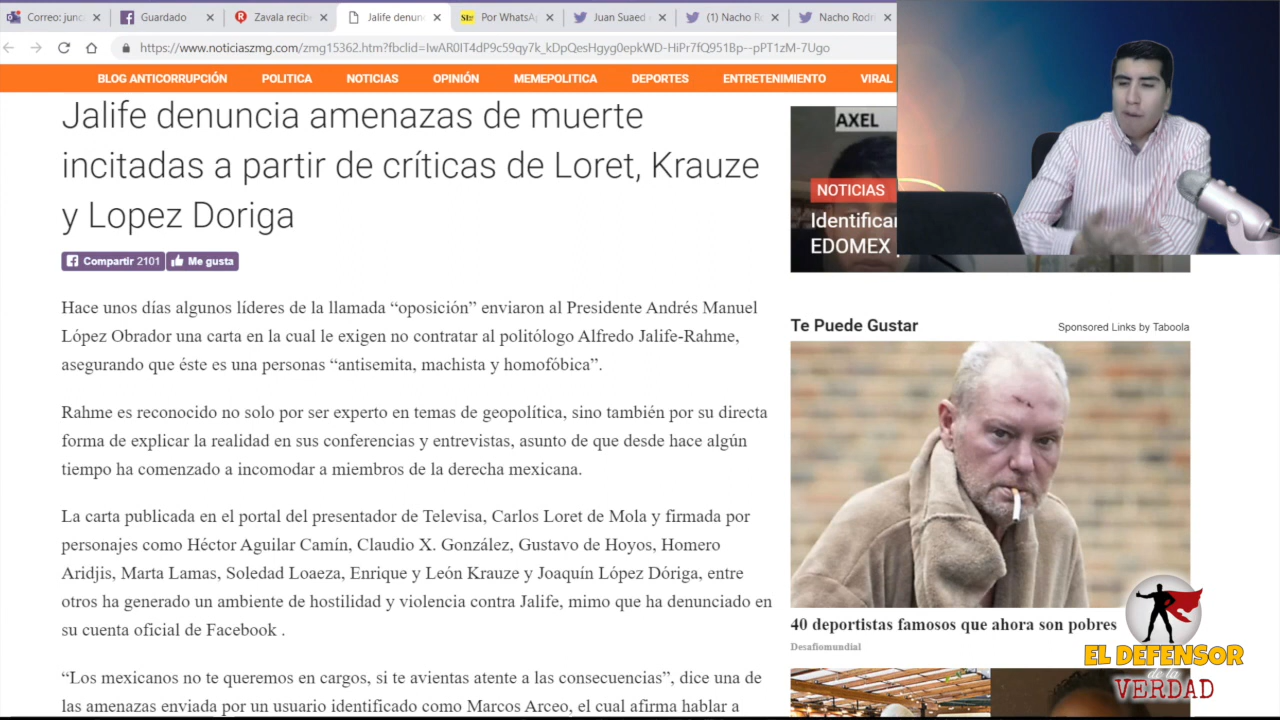 Correo: junc
Guardado
Zavala recib
Jalife denun
Por WhatsA
Juan Suaed
(1) Nacho R
Nacho Rodr
https://www.noticiaszmg.com/zmg15362.htm?fbclid=IwAR0IT4dP9c59qy7k_kDpQesHgyg0epkWD-HiPr7fQ951Bp--pPT1zM-7Ugo
BLOG ANTICORRUPCIÓN POLITICA NOTICIAS OPINIÓN MEMEPOLITICA DEPORTES ENTRETENIMIENTO VIRAL
Jalife denuncia amenazas de muerte
incitadas a partir de críticas de Loret, Krauze
y Lopez Doriga
Compartir 2101 Me gusta
Hace unos días algunos líderes de la llamada “oposición” enviaron al Presidente Andrés Manuel
López Obrador una carta en la cual le exigen no contratar al politólogo Alfredo Jalife-Rahme,
asegurando que éste es una personas “antisemita, machista y homofóbica”.
Rahme es reconocido no solo por ser experto en temas de geopolítica, sino también por su directa
forma de explicar la realidad en sus conferencias y entrevistas, asunto de que desde hace algún
tiempo ha comenzado a incomodar a miembros de la derecha mexicana.
La carta publicada en el portal del presentador de Televisa, Carlos Loret de Mola y firmada por
personajes como Héctor Aguilar Camín, Claudio X. González, Gustavo de Hoyos, Homero
Aridjis, Marta Lamas, Soledad Loaeza, Enrique y León Krauze y Joaquín López Dóriga, entre
otros ha generado un ambiente de hostilidad y violencia contra Jalife, mimo que ha denunciado en
su cuenta oficial de Facebook .
“Los mexicanos no te queremos en cargos, si te avientas atente a las consecuencias”, dice una de
las amenazas enviada por un usuario identificado como Marcos Arceo, el cual afirma hablar a
AXEL
NOTICIAS
Identificar
EDOMEX
Te Puede Gustar
Sponsored Links by Taboola
40 deportistas famosos que ahora son pobres
Desafiomundial
EL DEFENSOR
de la
VERDAD